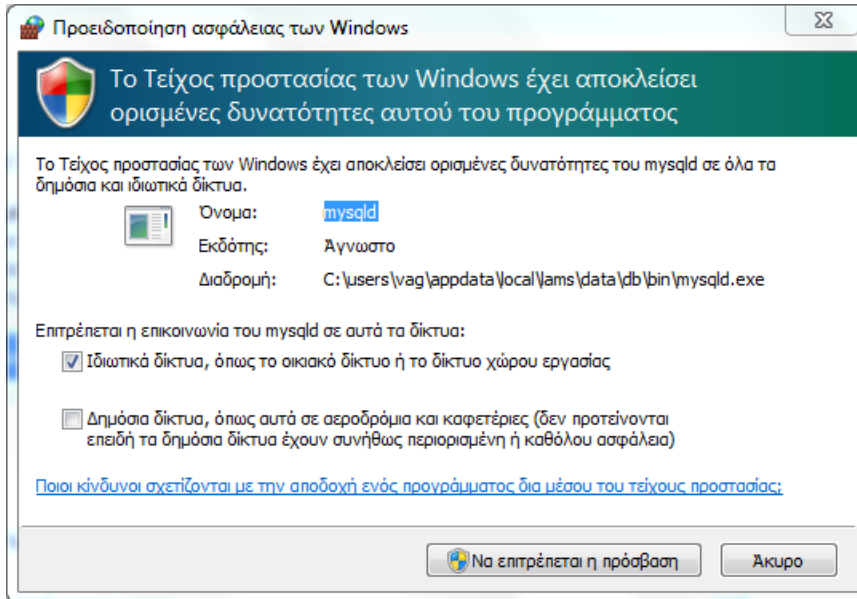 Προειδοποίηση ασφάλειας των Windows
Το Τείχος προστασίας των Windows έχει αποκλείσει
ορισμένες δυνατότητες αυτού του προγράμματος
Το Τείχος προστασίας των Windows έχει αποκλείσει ορισμένες δυνατότητες του mysqld σε όλα τα
δημόσια και ιδιωτικά δίκτυα.
Όνομα: mysqld
Εκδότης: Άγνωστο
Διαδρομή: C:\users\vag\appdata\local\lams\data\db\bin\mysqld.exe
Επιτρέπεται η επικοινωνία του mysqld σε αυτά τα δίκτυα:
Ιδιωτικά δίκτυα, όπως το οικιακό δίκτυο ή το δίκτυο χώρου εργασίας
Δημόσια δίκτυα, όπως αυτά σε αεροδρόμια και καφετέριες (δεν προτείνονται
επειδή τα δημόσια δίκτυα έχουν συνήθως περιορισμένη ή καθόλου ασφάλεια)
Ποιοι κίνδυνοι σχετίζονται με την αποδοχή ενός προγράμματος δια μέσου του τείχους προστασίας;
Να επιτρέπεται η πρόσβαση Άκυρο